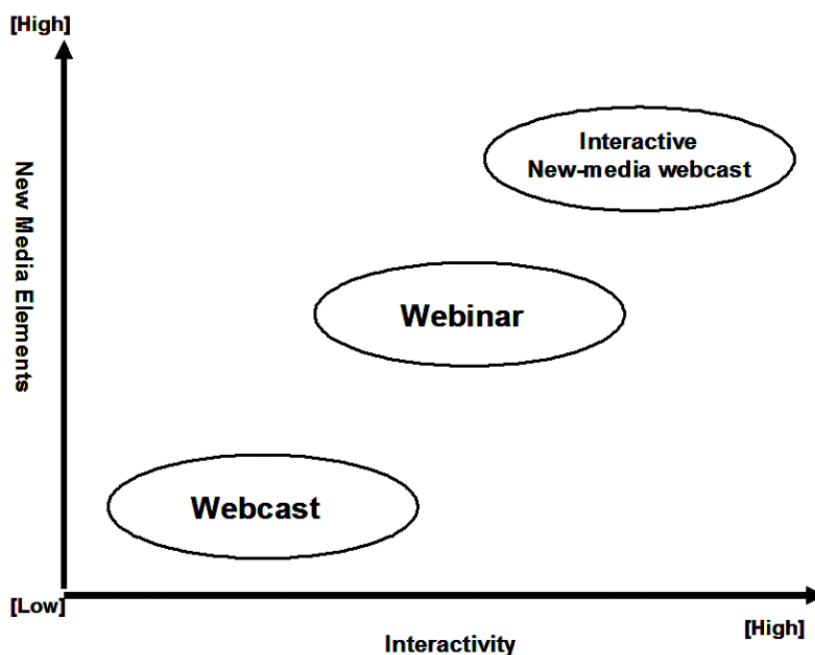 [High]
New Media Elements
Interactive
New-media webcast
Webinar
Webcast
[Low]
[High]
Interactivity